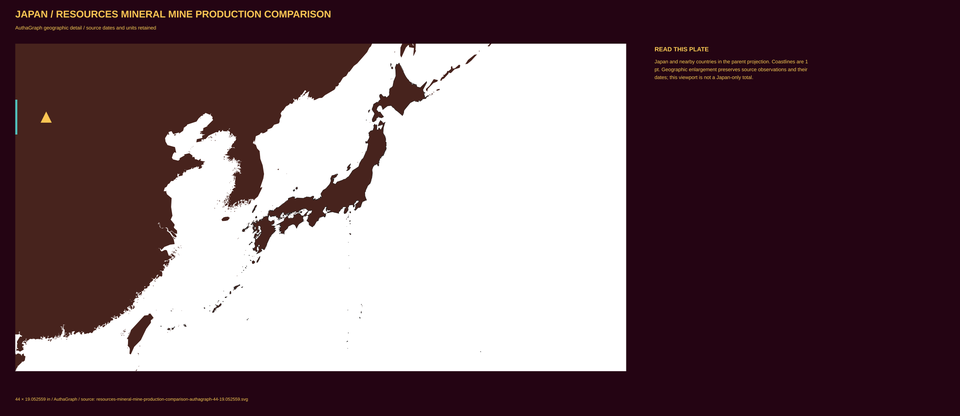 JAPAN / RESOURCES MINERAL MINE PRODUCTION COMPARISON
AuthaGraph geographic detail / source dates and units retained
READ THIS PLATE
Japan and nearby countries in the parent projection. Coastlines are 1
pt. Geographic enlargement preserves source observations and their
dates; this viewport is not a Japan-only total.
44 × 19.052559 in / AuthaGraph / source: resources-mineral-mine-production-comparison-authagraph-44-19.052559.svg